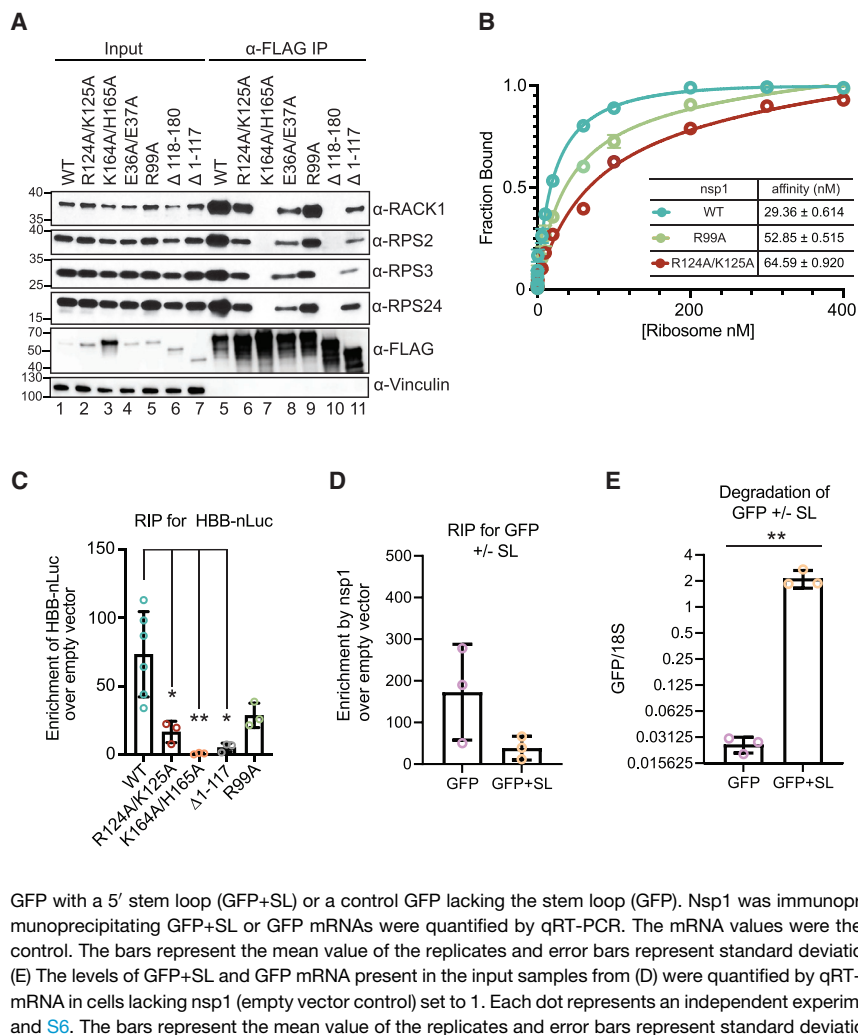 A
Input
α-FLAG IP
WT
R124A/K125A
K164A/H165A
E36A/E37A
R99A
Δ 118-180
Δ 1-117
WT
R124A/K125A
K164A/H165A
E36A/E37A
R99A
Δ 118-180
Δ 1-117
40
35
α-RACK1
40
35
α-RPS2
30
25
α-RPS3
20
15
α-RPS24
70
50
40
α-FLAG
130
100
α-Vinculin
1 2 3 4 5 6 7 5 6 7 8 9 10 11
B
Fraction Bound
1.0
0.5
0
0 200 400
[Ribosome nM]
nsp1 affinity (nM)
WT 29.36 ± 0.614
R99A 52.85 ± 0.515
R124A/K125A 64.59 ± 0.920
C
RIP for HBB-nLuc
Enrichment of HBB-nLuc
over empty vector
150
100
50
0
* ** *
WT
R124A/K125A
K164A/H165A
Δ1-117
R99A
D
RIP for GFP
+/- SL
Enrichment by nsp1
over empty vector
500
400
300
200
100
0
GFP GFP+SL
E
Degradation of
GFP +/- SL
**
GFP/18S
4
2
0.5
0.25
0.125
0.0625
0.03125
0.015625
GFP GFP+SL
GFP with a 5′ stem loop (GFP+SL) or a control GFP lacking the stem loop (GFP). Nsp1 was immunopr
munoprecipitating GFP+SL or GFP mRNAs were quantified by qRT-PCR. The mRNA values were the
control. The bars represent the mean value of the replicates and error bars represent standard deviatic
(E) The levels of GFP+SL and GFP mRNA present in the input samples from (D) were quantified by qRT-
mRNA in cells lacking nsp1 (empty vector control) set to 1. Each dot represents an independent experim
and S6. The bars represent the mean value of the replicates and error bars represent standard deviatic